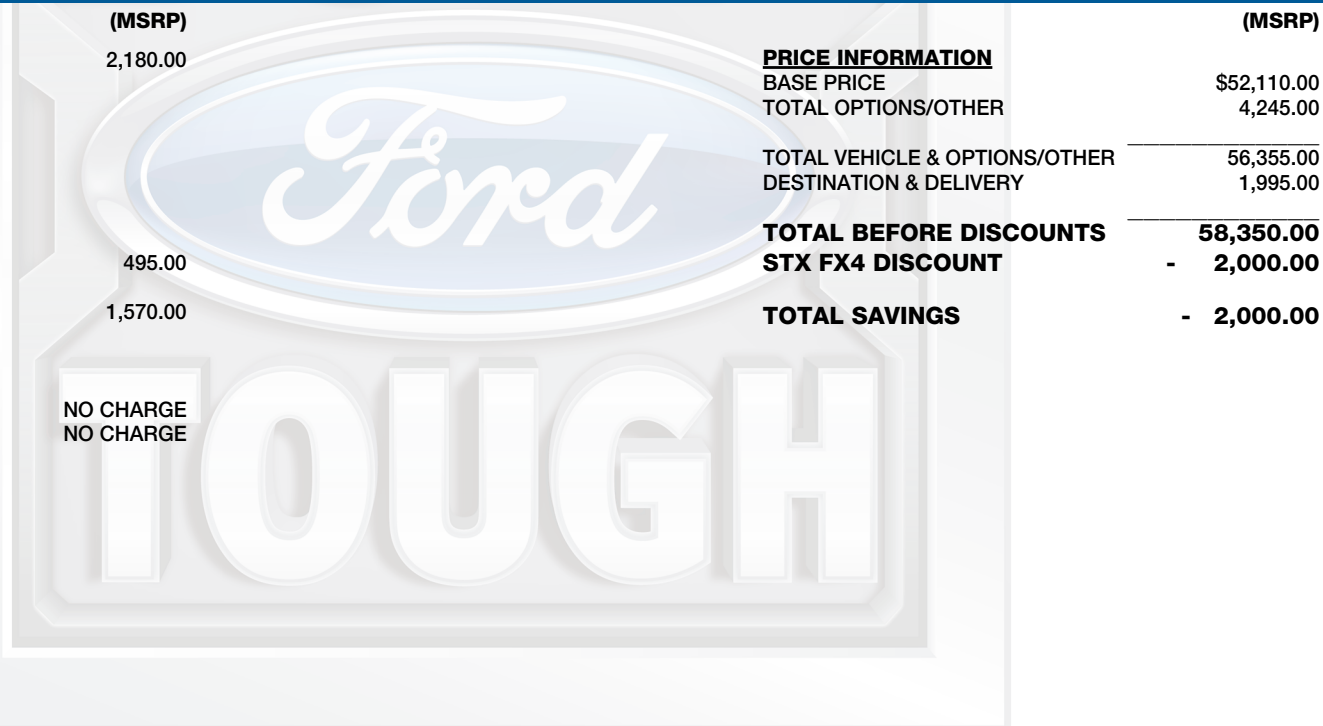 (MSRP)
2,180.00
495.00
1,570.00
NO CHARGE
NO CHARGE
Ford
TOUGH
(MSRP)
PRICE INFORMATION
BASE PRICE $52,110.00
TOTAL OPTIONS/OTHER 4,245.00
TOTAL VEHICLE & OPTIONS/OTHER 56,355.00
DESTINATION & DELIVERY 1,995.00
TOTAL BEFORE DISCOUNTS 58,350.00
STX FX4 DISCOUNT - 2,000.00
TOTAL SAVINGS - 2,000.00